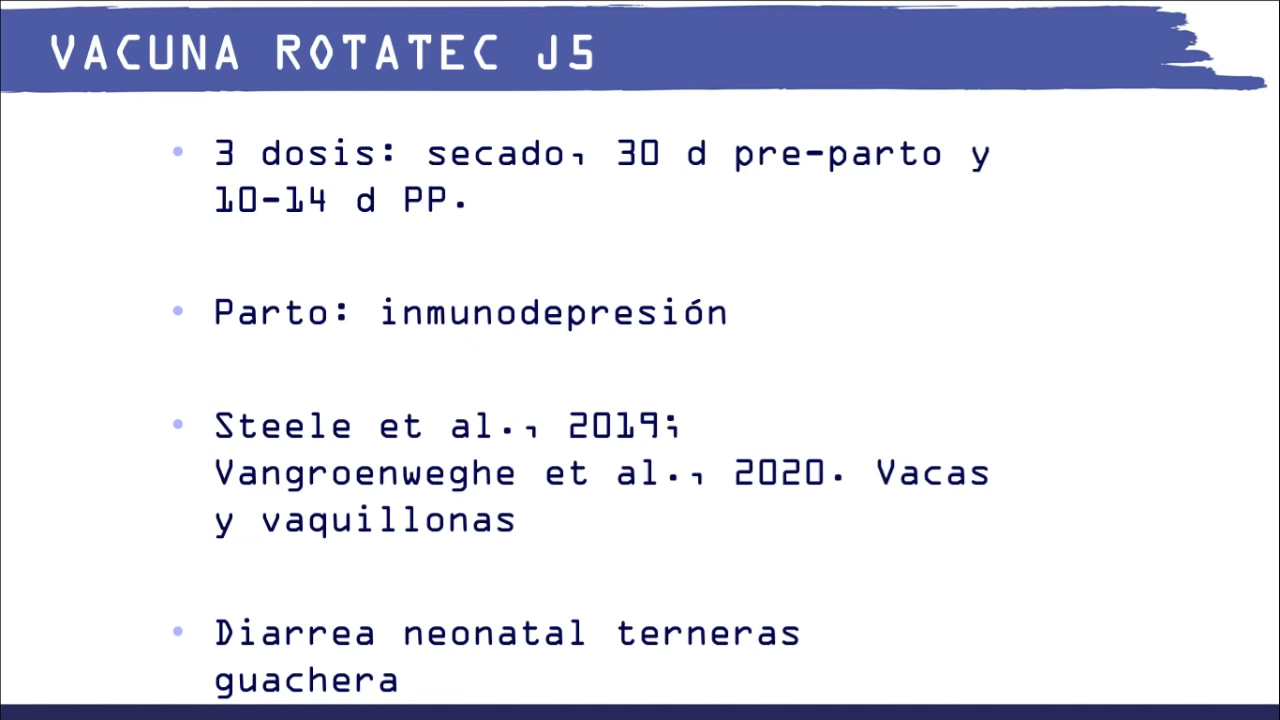 VACUNA ROTATEC J5
• 3 dosis: secado, 30 d pre-parto y
10-14 d PP.
• Parto: inmunodepresión
• Steele et al., 2019;
Vangroenweghe et al., 2020. Vacas
y vaquillonas
• Diarrea neonatal terneras
guachera